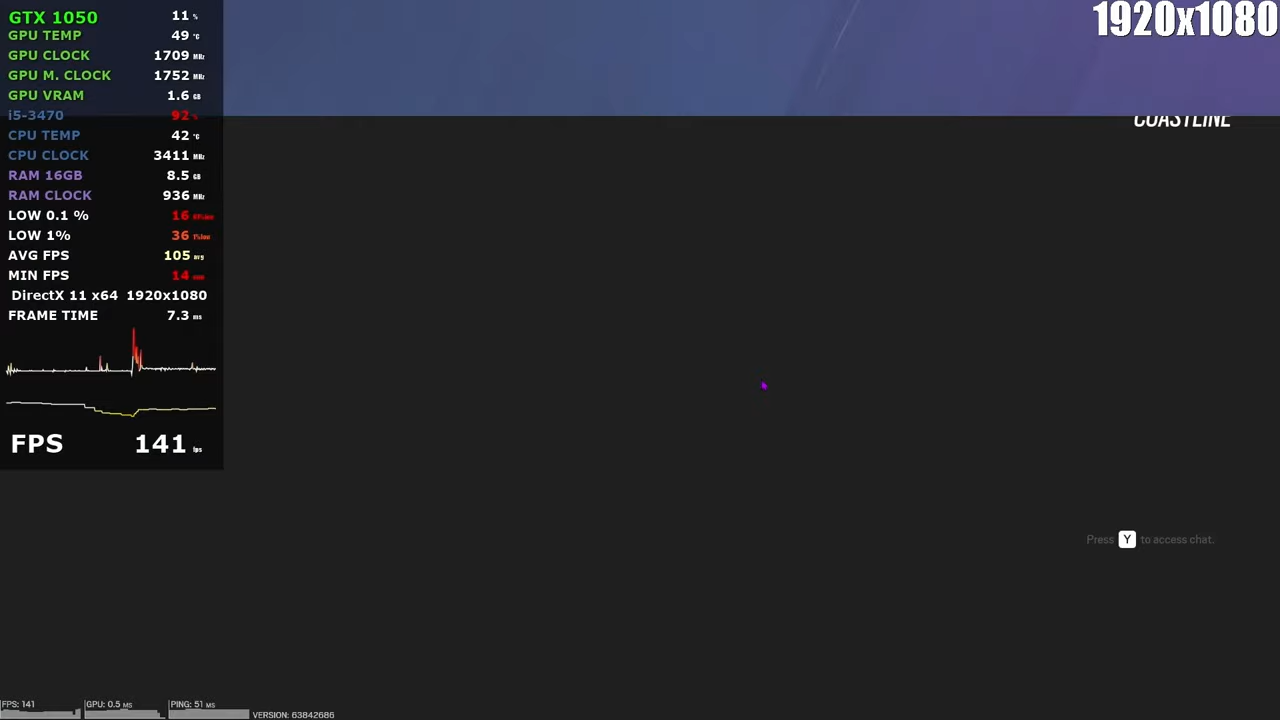 GTX 1050 11 %
GPU TEMP 49 °C
GPU CLOCK 1709 MHz
GPU M. CLOCK 1752 MHz
GPU VRAM 1.6 GB
i5-3470 92 %
CPU TEMP 42 °C
CPU CLOCK 3411 MHz
RAM 16GB 8.5 GB
RAM CLOCK 936 MHz
LOW 0.1 % 16
LOW 1% 36
AVG FPS 105 avg
MIN FPS 14
DirectX 11 x64 1920x1080
FRAME TIME 7.3 ms
FPS 141 fps
1920x1080
COASTLINE
Press Y to access chat.
FPS: 141 GPU: 0.5 MS PING: 51 MS VERSION: 63842686